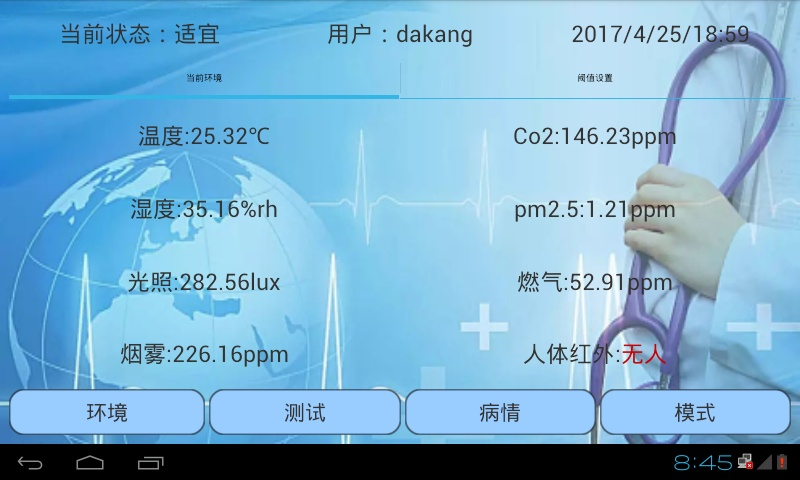 当前状态：适宜 用户：dakang 2017/4/25/18:59
当前环境 阈值设置
温度:25.32℃ Co2:146.23ppm
湿度:35.16%rh pm2.5:1.21ppm
光照:282.56lux 燃气:52.91ppm
烟雾:226.16ppm 人体红外:无人
环境 测试 病情 模式
8:45